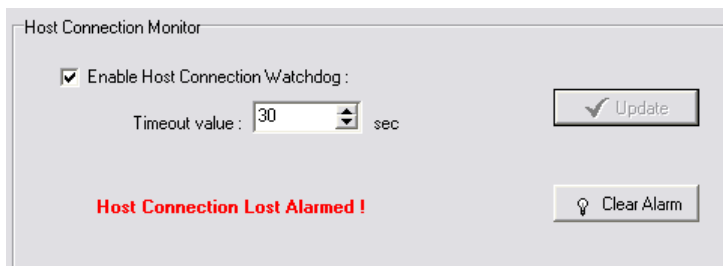 Host Connection Monitor
Enable Host Connection Watchdog :
Timeout value : 30 sec
Update
Host Connection Lost Alarmed !
Clear Alarm